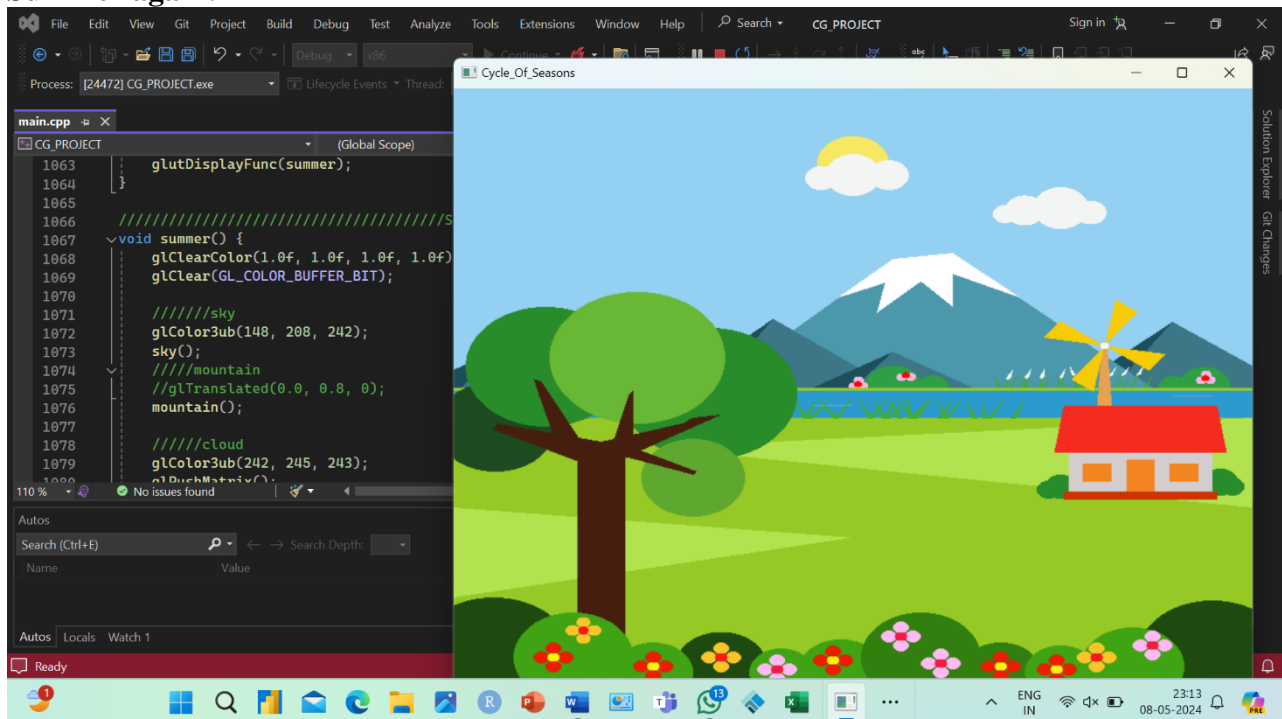 File Edit View Git Project Build Debug Test Analyze Tools Extensions Window Help Search CG_PROJECT Sign in
Debug x86 Continue
Process: [24472] CG_PROJECT.exe Lifecycle Events Thread:
Cycle_Of_Seasons
main.cpp
CG_PROJECT (Global Scope)
1063 glutDisplayFunc(summer);
1064 }
1065
1066 ///////////////////////////////////////S
1067 void summer() {
1068 glClearColor(1.0f, 1.0f, 1.0f, 1.0f)
1069 glClear(GL_COLOR_BUFFER_BIT);
1070
1071 ///////sky
1072 glColor3ub(148, 208, 242);
1073 sky();
1074 /////mountain
1075 //glTranslated(0.0, 0.8, 0);
1076 mountain();
1077
1078 //////cloud
1079 glColor3ub(242, 245, 243);
1080 glPushMatrix();
110 % No issues found
Autos
Search (Ctrl+E) Search Depth:
Name Value
Autos Locals Watch 1
Ready
Solution Explorer
Git Changes
1
13
ENG
IN
23:13
08-05-2024
PRE